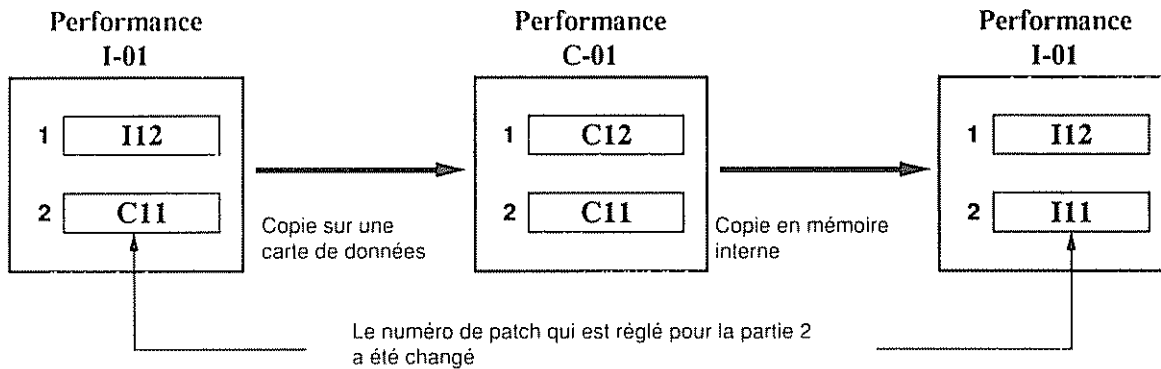 Performance
I-01
1 I12
2 C11
Copie sur une
carte de données
Performance
C-01
1 C12
2 C11
Copie en mémoire
interne
Performance
I-01
1 I12
2 I11
Le numéro de patch qui est réglé pour la partie 2
a été changé